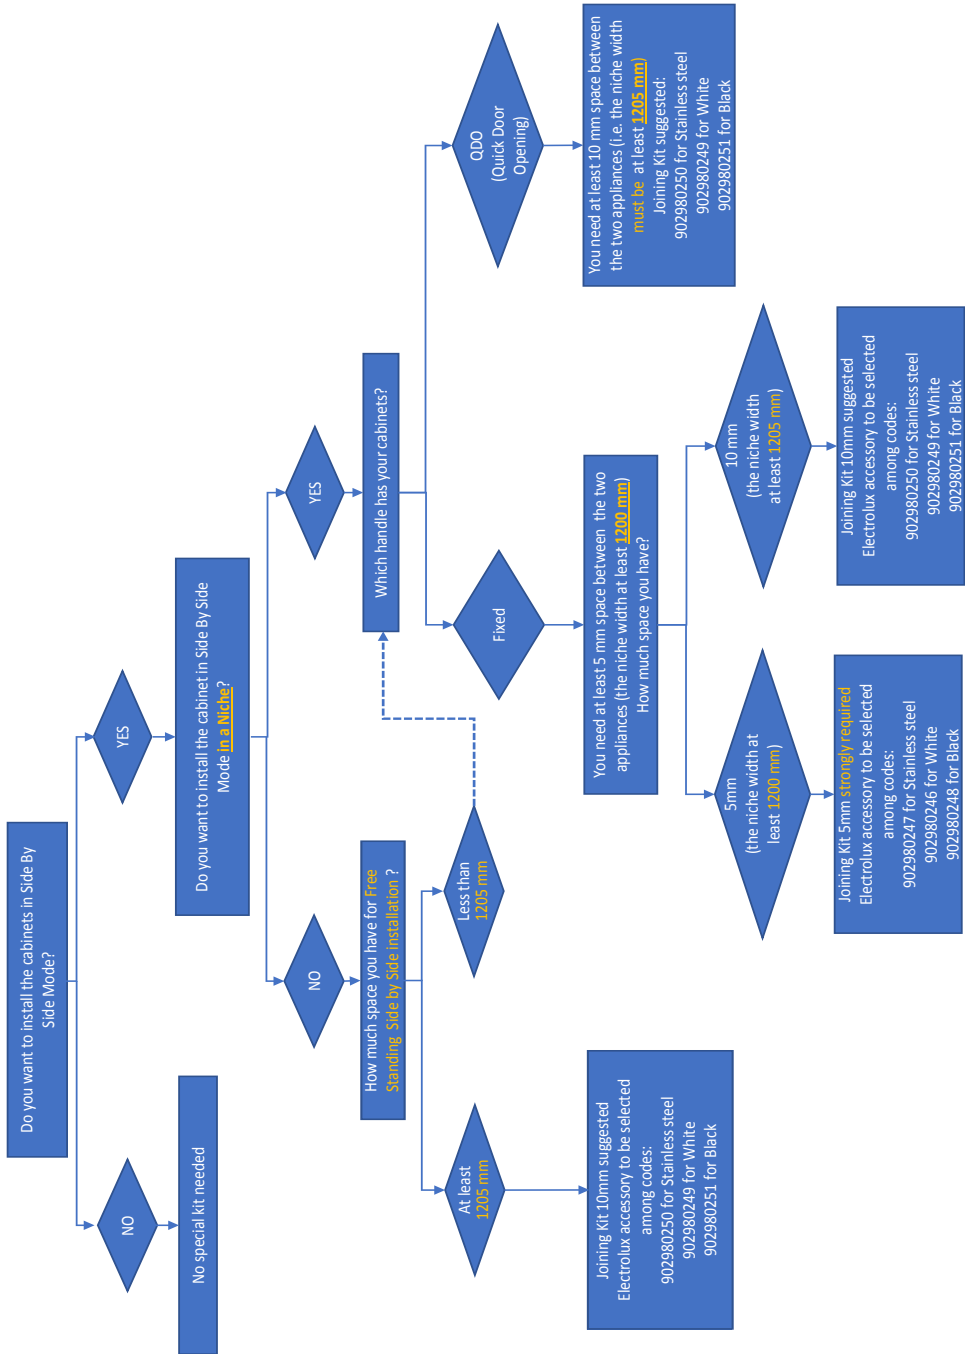 Do you want to install the cabinets in Side By
Side Mode?
NO
YES
No special kit needed
Do you want to install the cabinet in Side By Side
Mode in a Niche?
NO
YES
How much space you have for Free
Standing Side by Side installation ?
Which handle has your cabinets?
At least
1205 mm
Less than
1205 mm
Fixed
QDO
(Quick Door
Opening)
Joining Kit 10mm suggested
Electrolux accessory to be selected
among codes:
902980250 for Stainless steel
902980249 for White
902980251 for Black
You need at least 5 mm space between the two
appliances (the niche width at least 1200 mm)
How much space you have?
You need at least 10 mm space between
the two appliances (i.e. the niche width
must be at least 1205 mm)
Joining Kit suggested:
902980250 for Stainless steel
902980249 for White
902980251 for Black
5mm
(the niche width at
least 1200 mm)
10 mm
(the niche width
at least 1205 mm)
Joining Kit 5mm strongly required
Electrolux accessory to be selected
among codes:
902980247 for Stainless steel
902980246 for White
902980248 for Black
Joining Kit 10mm suggested
Electrolux accessory to be selected
among codes:
902980250 for Stainless steel
902980249 for White
902980251 for Black